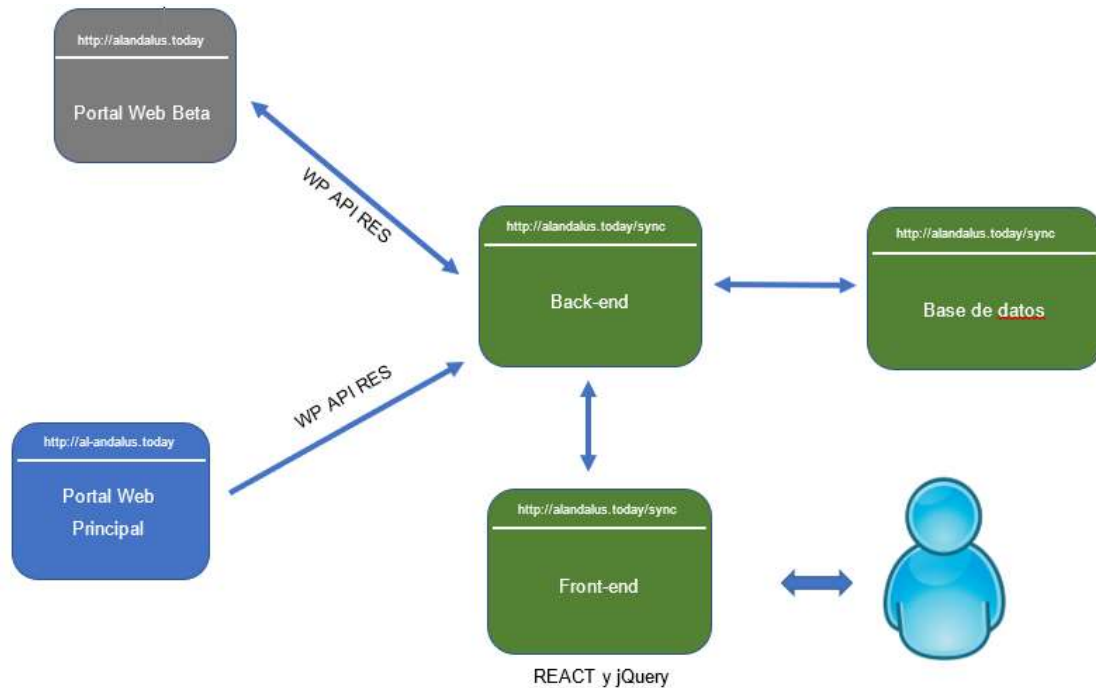 http://alandalus.today
Portal Web Beta
WP API RES
http://alandalus.today/sync
Back-end
http://alandalus.today/sync
Base de datos
WP API RES
http://al-andalus.today
Portal Web
Principal
http://alandalus.today/sync
Front-end
REACT y jQuery